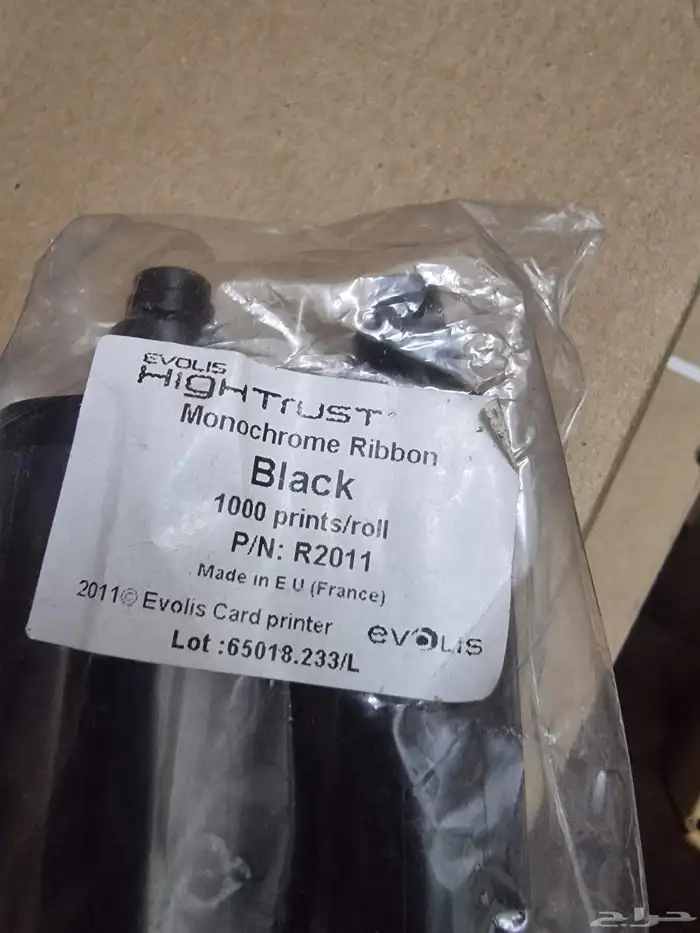 EVOLIS
HIGHTRUST®
Monochrome Ribbon
Black
1000 prints/roll
P/N: R2011
Made in E U (France)
2011© Evolis Card printer
evolis
Lot :65018.233/L
حراج